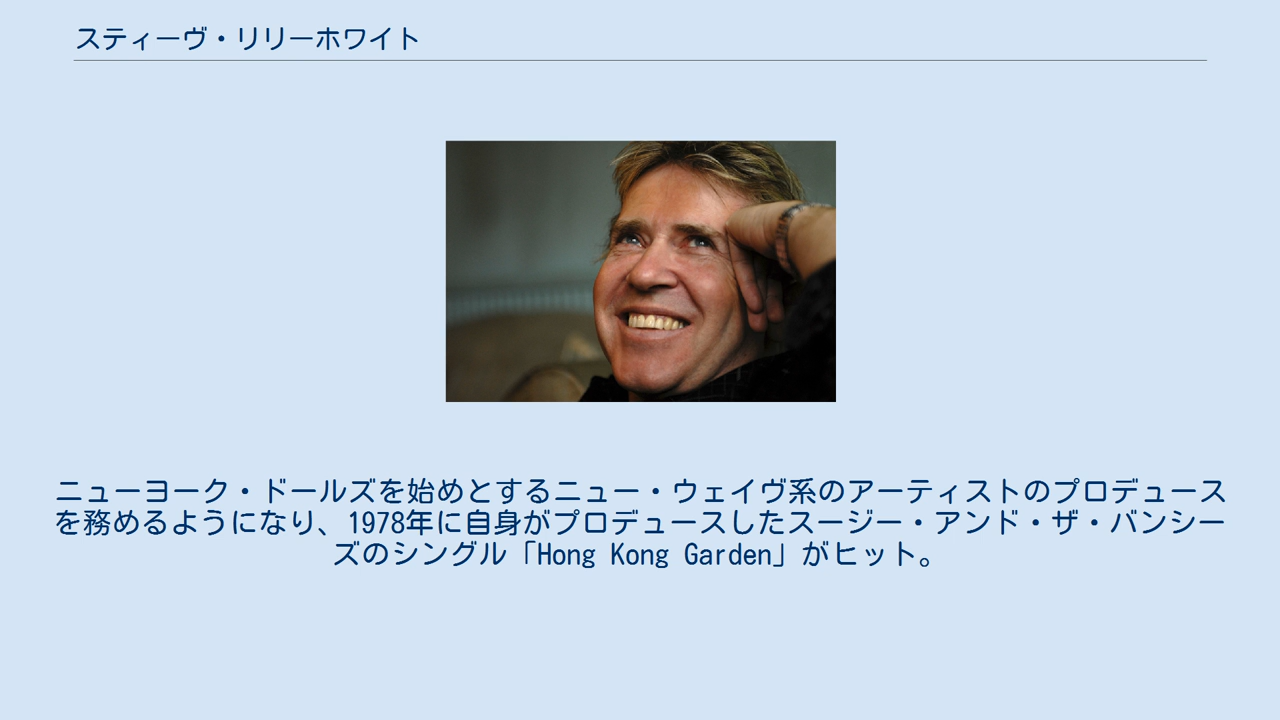 スティーヴ・リリーホワイト
ニューヨーク・ドールズを始めとするニュー・ウェイヴ系のアーティストのプロデュース
を務めるようになり、1978年に自身がプロデュースしたスージー・アンド・ザ・バンシー
ズのシングル「Hong Kong Garden」がヒット。